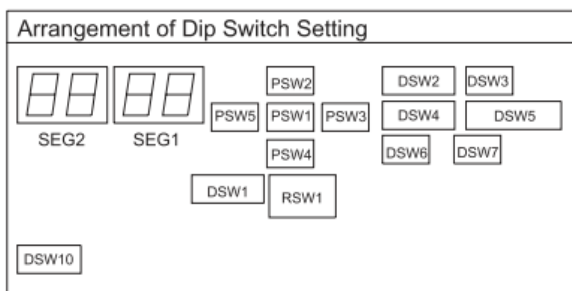 Arrangement of Dip Switch Setting
PSW2 DSW2 DSW3
PSW5 PSW1 PSW3 DSW4 DSW5
SEG2 SEG1
PSW4 DSW6 DSW7
DSW1 RSW1
DSW10